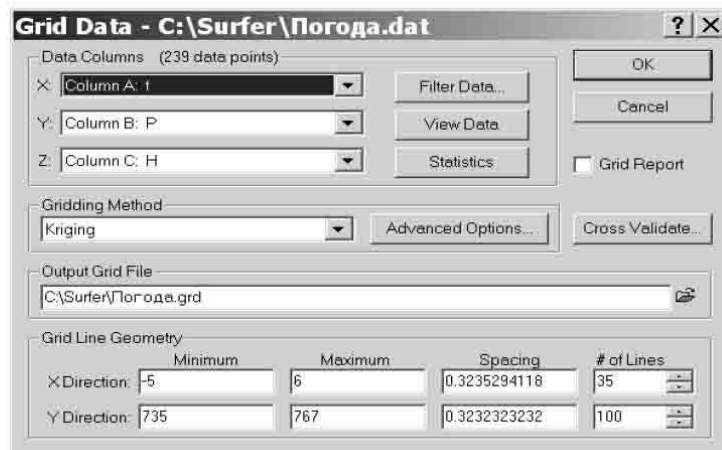 Grid Data - C:\Surfer\Погода.dat
Data Columns (239 data points)
X: Column A: t
Filter Data...
OK
Y: Column B: P
View Data
Cancel
Z: Column C: H
Statistics
Grid Report
Gridding Method
Kriging
Advanced Options...
Cross Validate...
Output Grid File
C:\Surfer\Погода.grd
Grid Line Geometry
Minimum Maximum Spacing # of Lines
X Direction: -5 6 0.3235294118 35
Y Direction: 735 767 0.3232323232 100